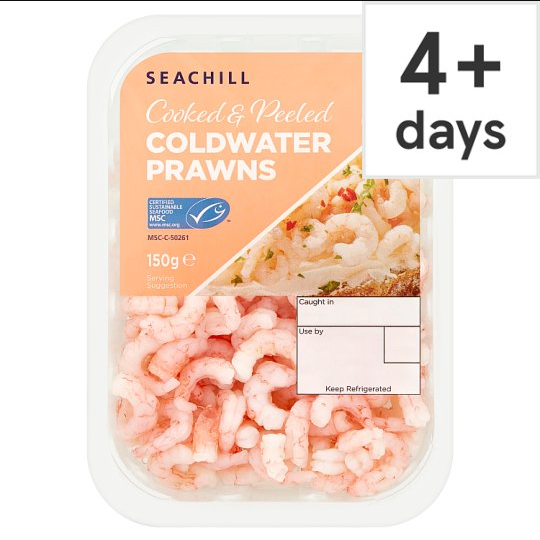 SEACHILL
Cooked & Peeled
COLDWATER
PRAWNS
CERTIFIED
SUSTAINABLE
SEAFOOD
MSC
www.msc.org
MSC-C-50261
150g ℮
Serving
Suggestion
Caught in
Use by
Keep Refrigerated
4+
days